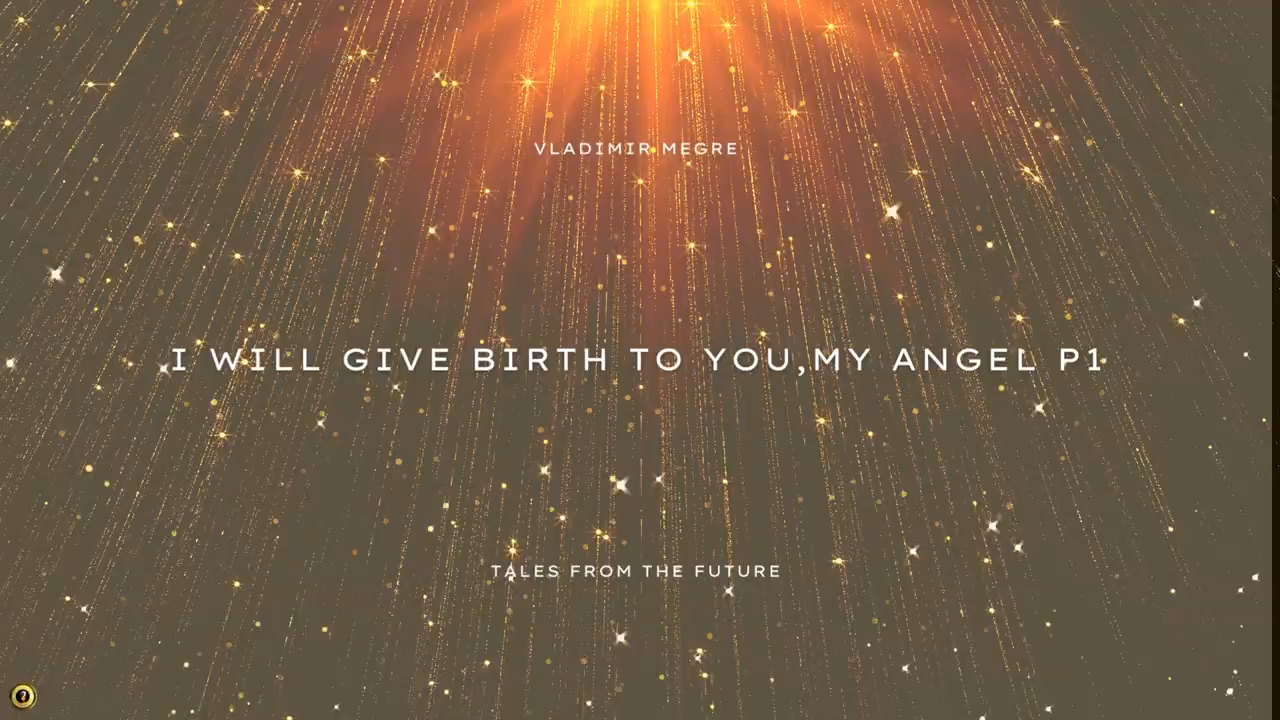 VLADIMIR MEGRE
I WILL GIVE BIRTH TO YOU,MY ANGEL P1
TALES FROM THE FUTURE